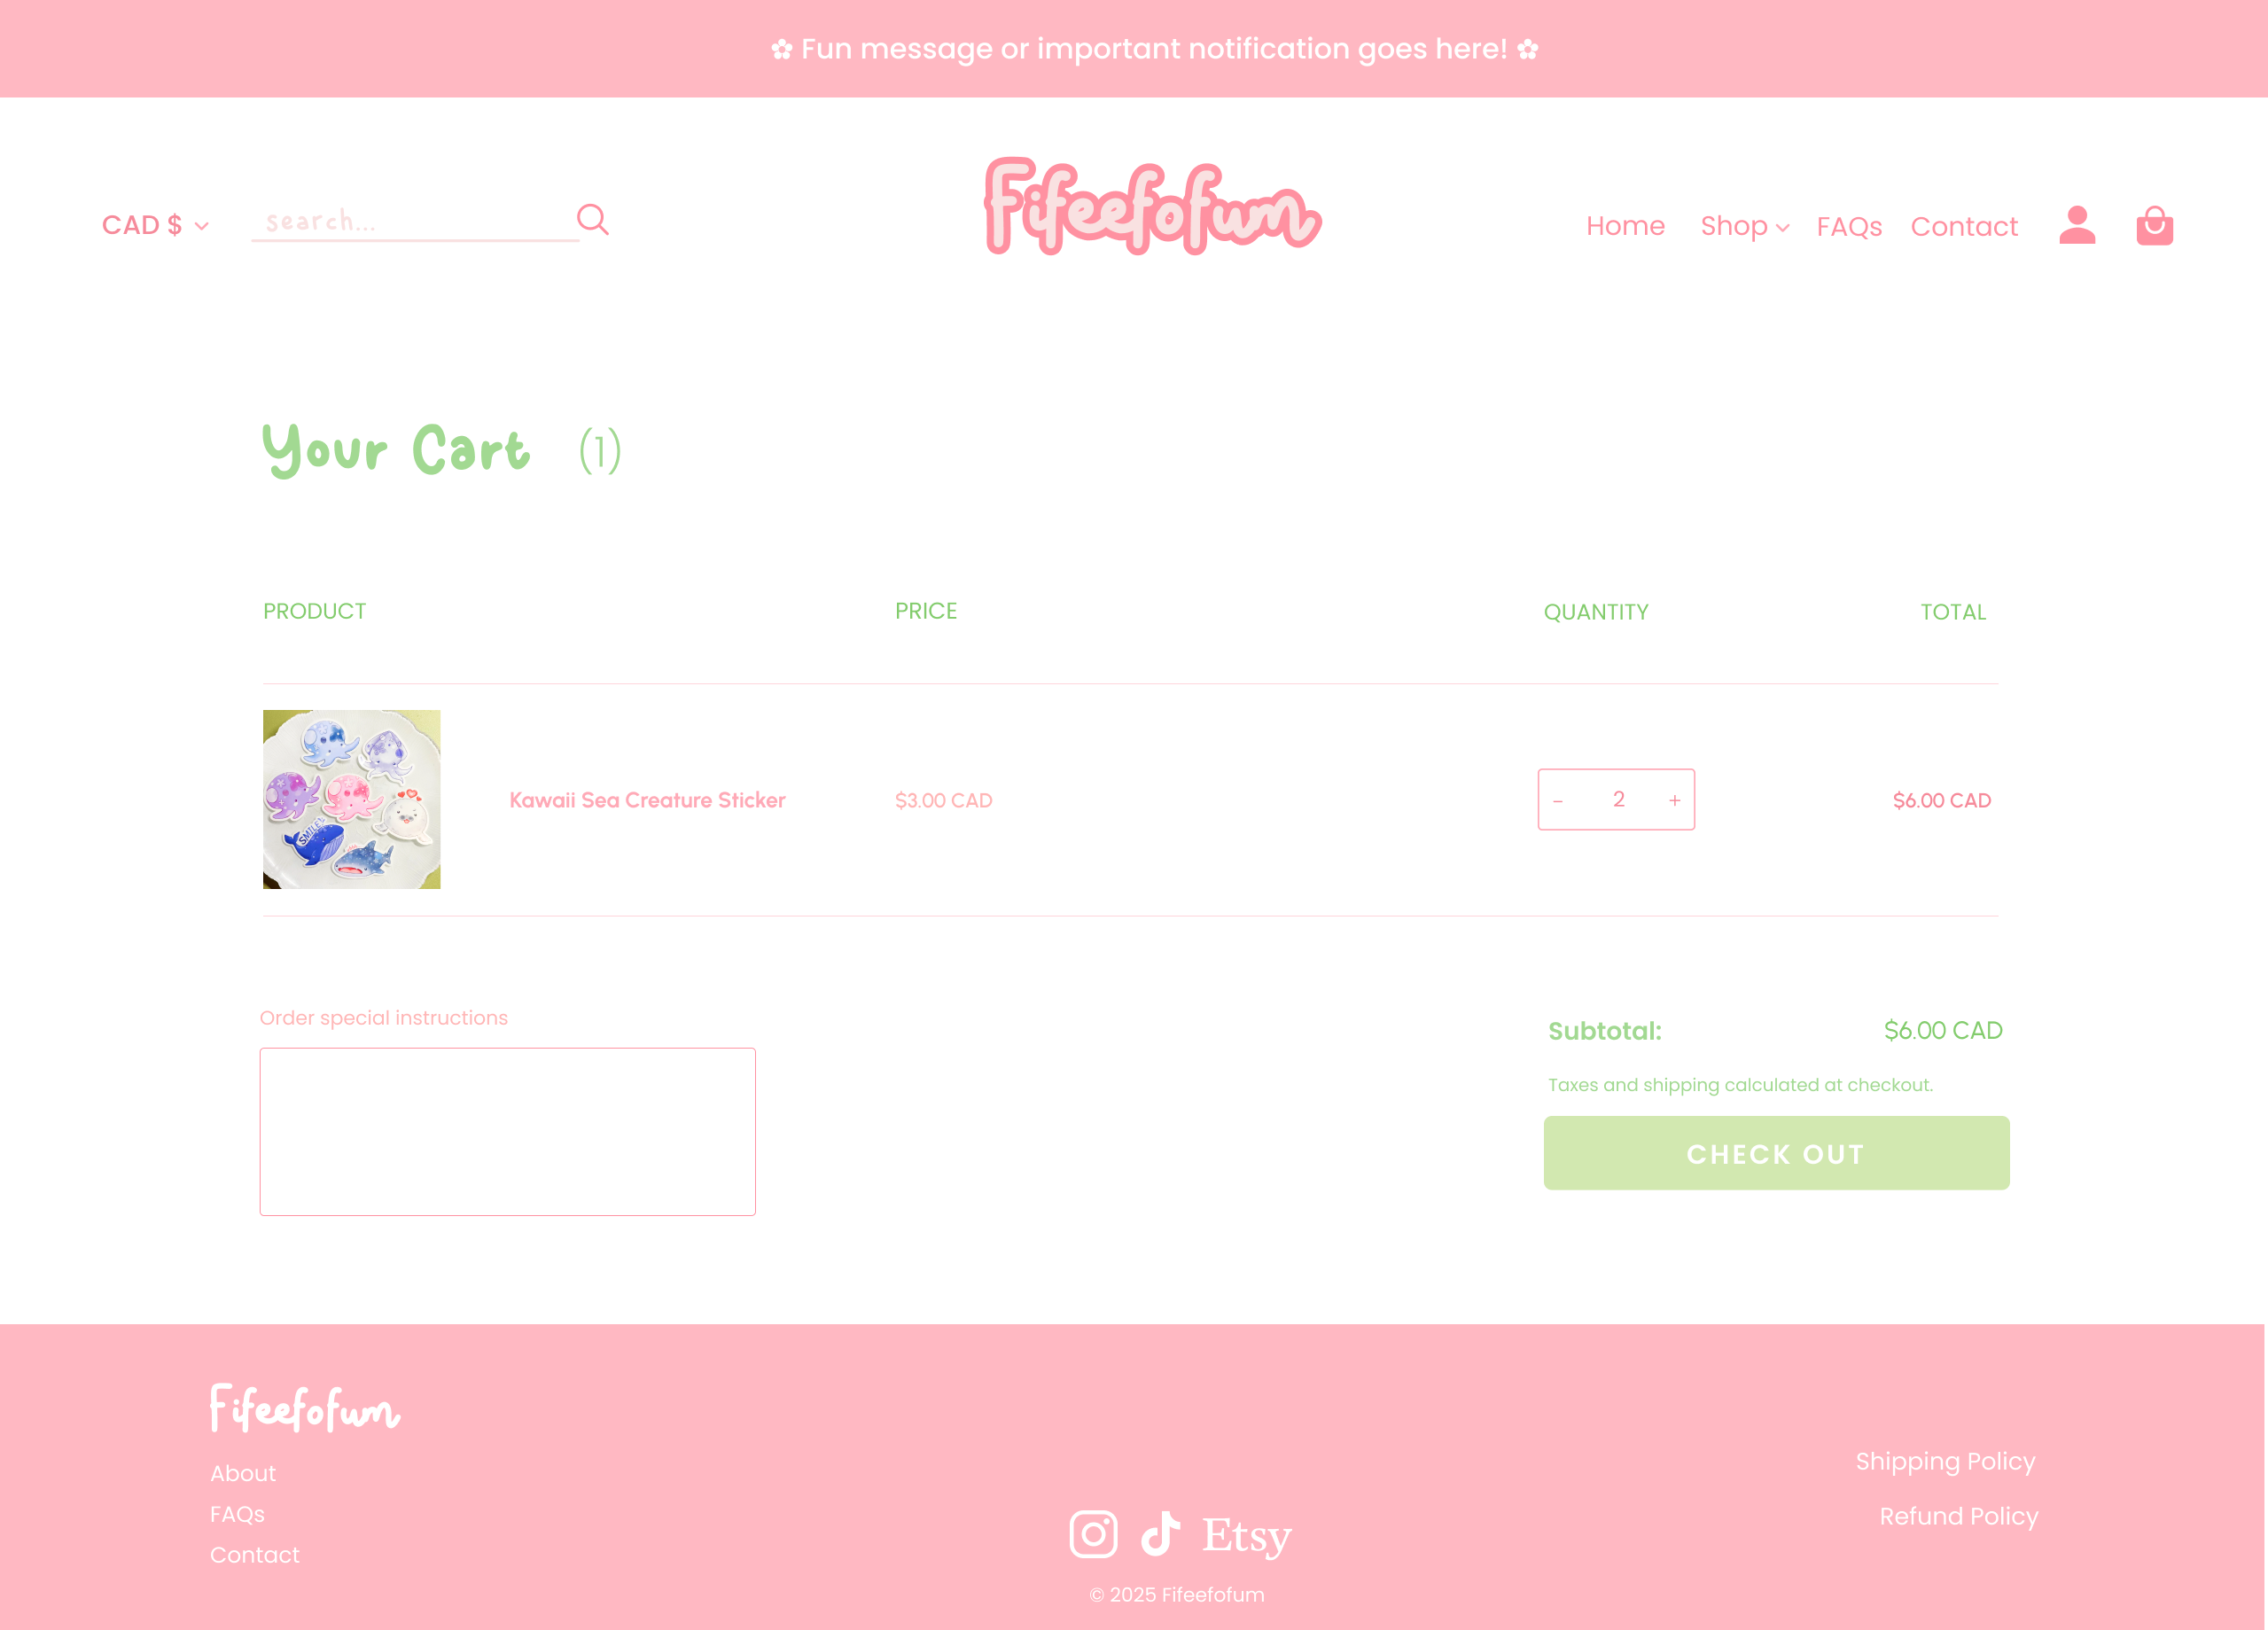 ✿ Fun message or important notification goes here! ✿
CAD $
search...
Fifeefofum
Home Shop FAQs Contact
Your Cart (1)
PRODUCT PRICE QUANTITY TOTAL
SMILE!
Kawaii Sea Creature Sticker $3.00 CAD - 2 + $6.00 CAD
Order special instructions
Subtotal: $6.00 CAD
Taxes and shipping calculated at checkout.
CHECK OUT
Fifeefofum
About
FAQs
Contact
Etsy
© 2025 Fifeefofum
Shipping Policy
Refund Policy